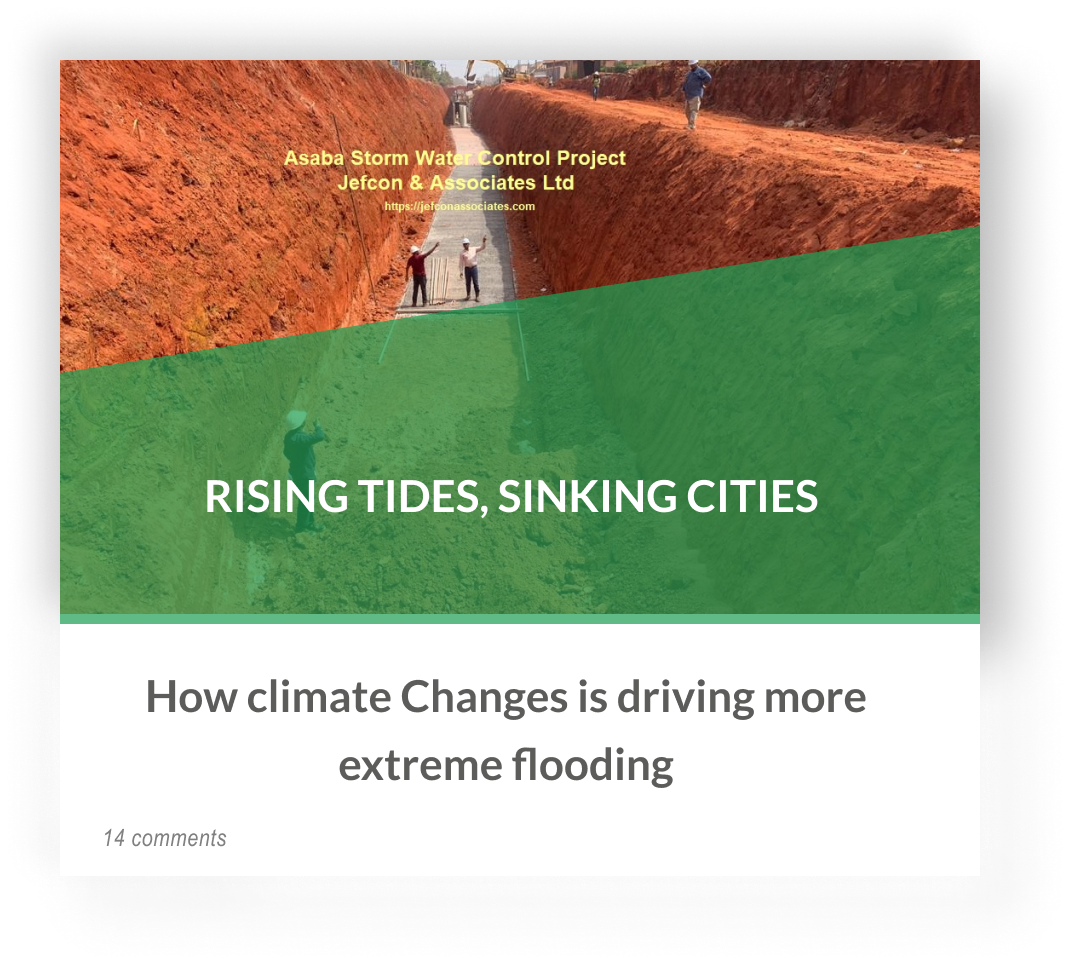 Asaba Storm Water Control Project
Jefcon & Associates Ltd
https://jefconassociates.com
RISING TIDES, SINKING CITIES
How climate Changes is driving more
extreme flooding
14 comments